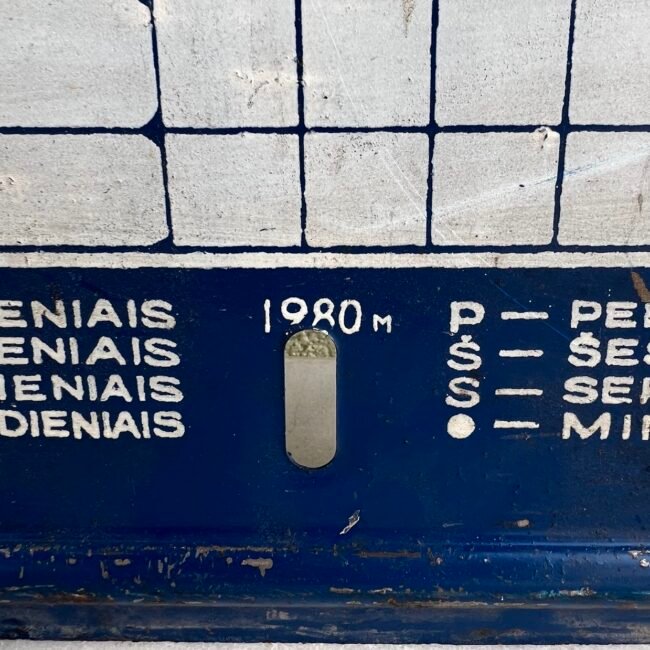 ENIAIS 1980 M P – PE
ENIAIS Š – ŠES
IENIAIS S – SE
DIENIAIS ● – MI